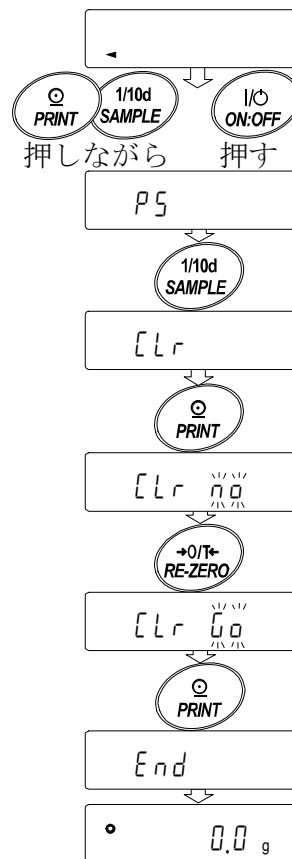 1/10d I/⏻
PRINT SAMPLE ON:OFF
押しながら 押す
PS
1/10d
SAMPLE
CLr
PRINT
CLr no
→0/T←
RE-ZERO
CLr Go
PRINT
End
0.0 g